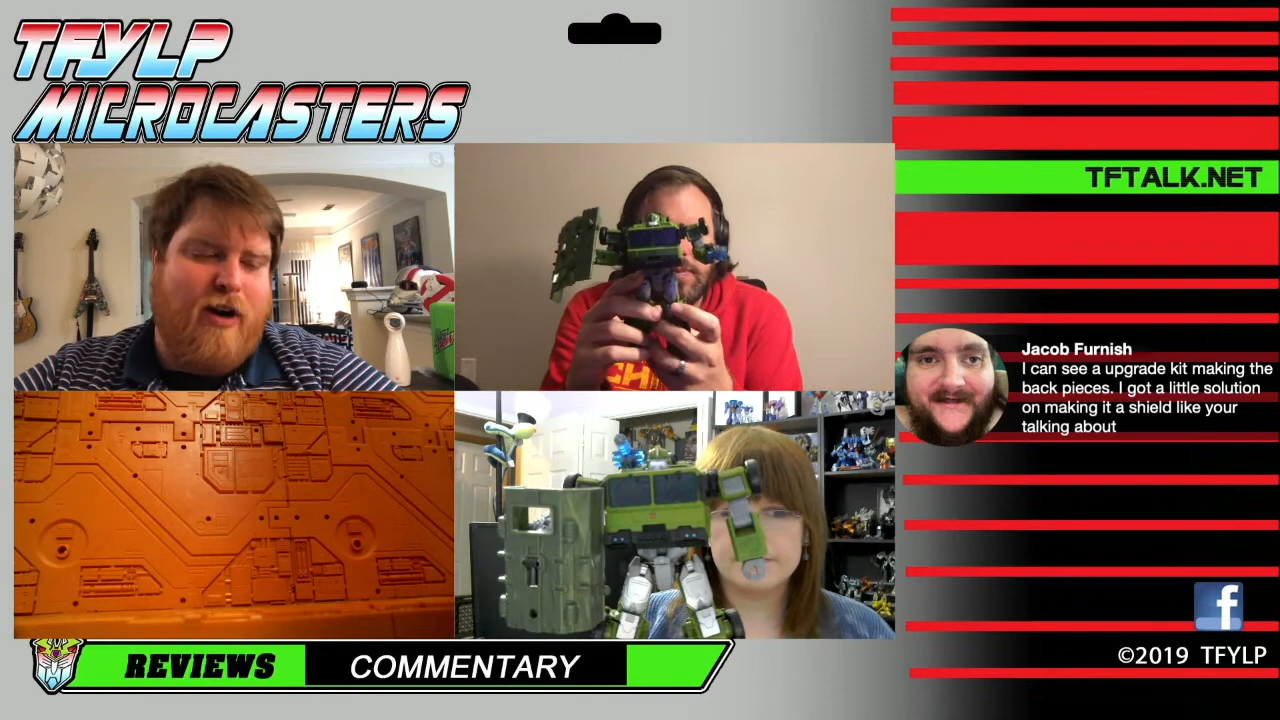 TFYLP
MICROCASTERS
TFTALK.NET
Jacob Furnish
I can see a upgrade kit making the
back pieces. I got a little solution
on making it a shield like your
talking about
CH
f
©2019 TFYLP
REVIEWS
COMMENTARY